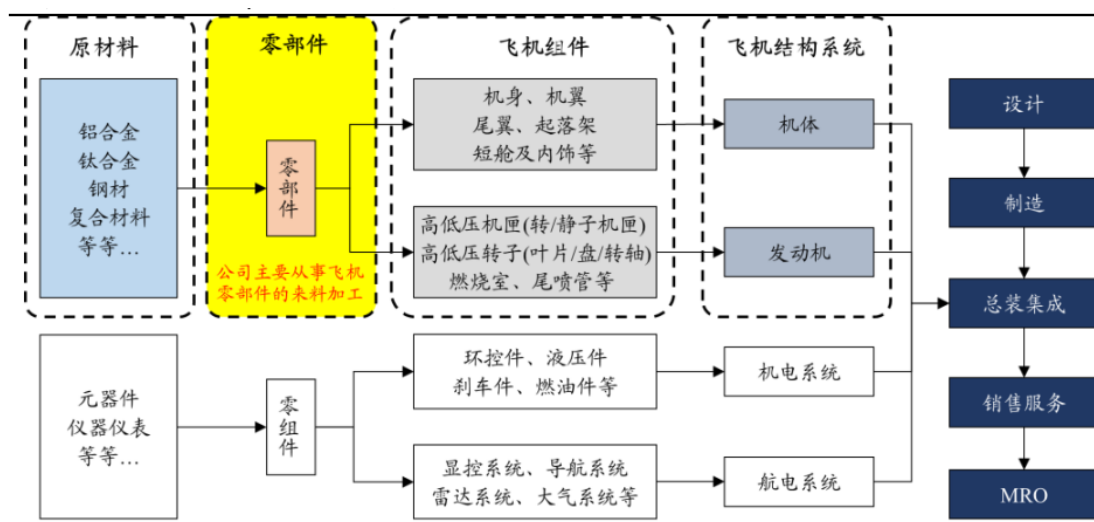 原材料
零部件
飞机组件
飞机结构系统
铝合金
钛合金
钢材
复合材料
等等…
零
部
件
公司主要从事飞机
零部件的来料加工
机身、机翼
尾翼、起落架
短舱及内饰等
高低压机匣(转/静子机匣)
高低压转子(叶片/盘/转轴)
燃烧室、尾喷管等
机体
发动机
元器件
仪器仪表
等等…
零
组
件
环控件、液压件
刹车件、燃油件等
显控系统、导航系统
雷达系统、大气系统等
机电系统
航电系统
设计
制造
总装集成
销售服务
MRO